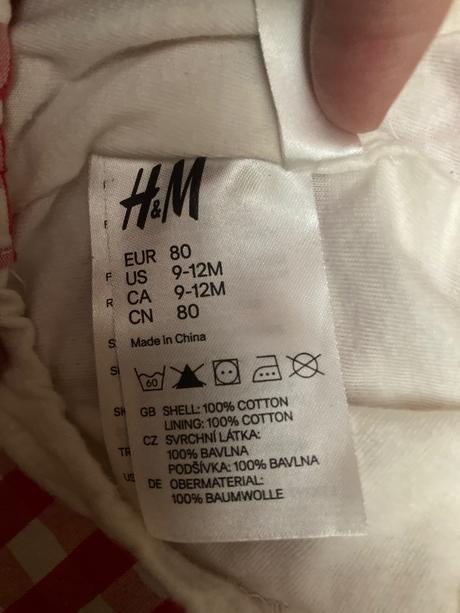 H&M
EUR 80
US 9-12M
CA 9-12M
CN 80
Made in China
60
GB SHELL: 100% COTTON
LINING: 100% COTTON
CZ SVRCHNÍ LÁTKA:
100% BAVLNA
PODŠÍVKA: 100% BAVLNA
DE OBERMATERIAL:
100% BAUMWOLLE